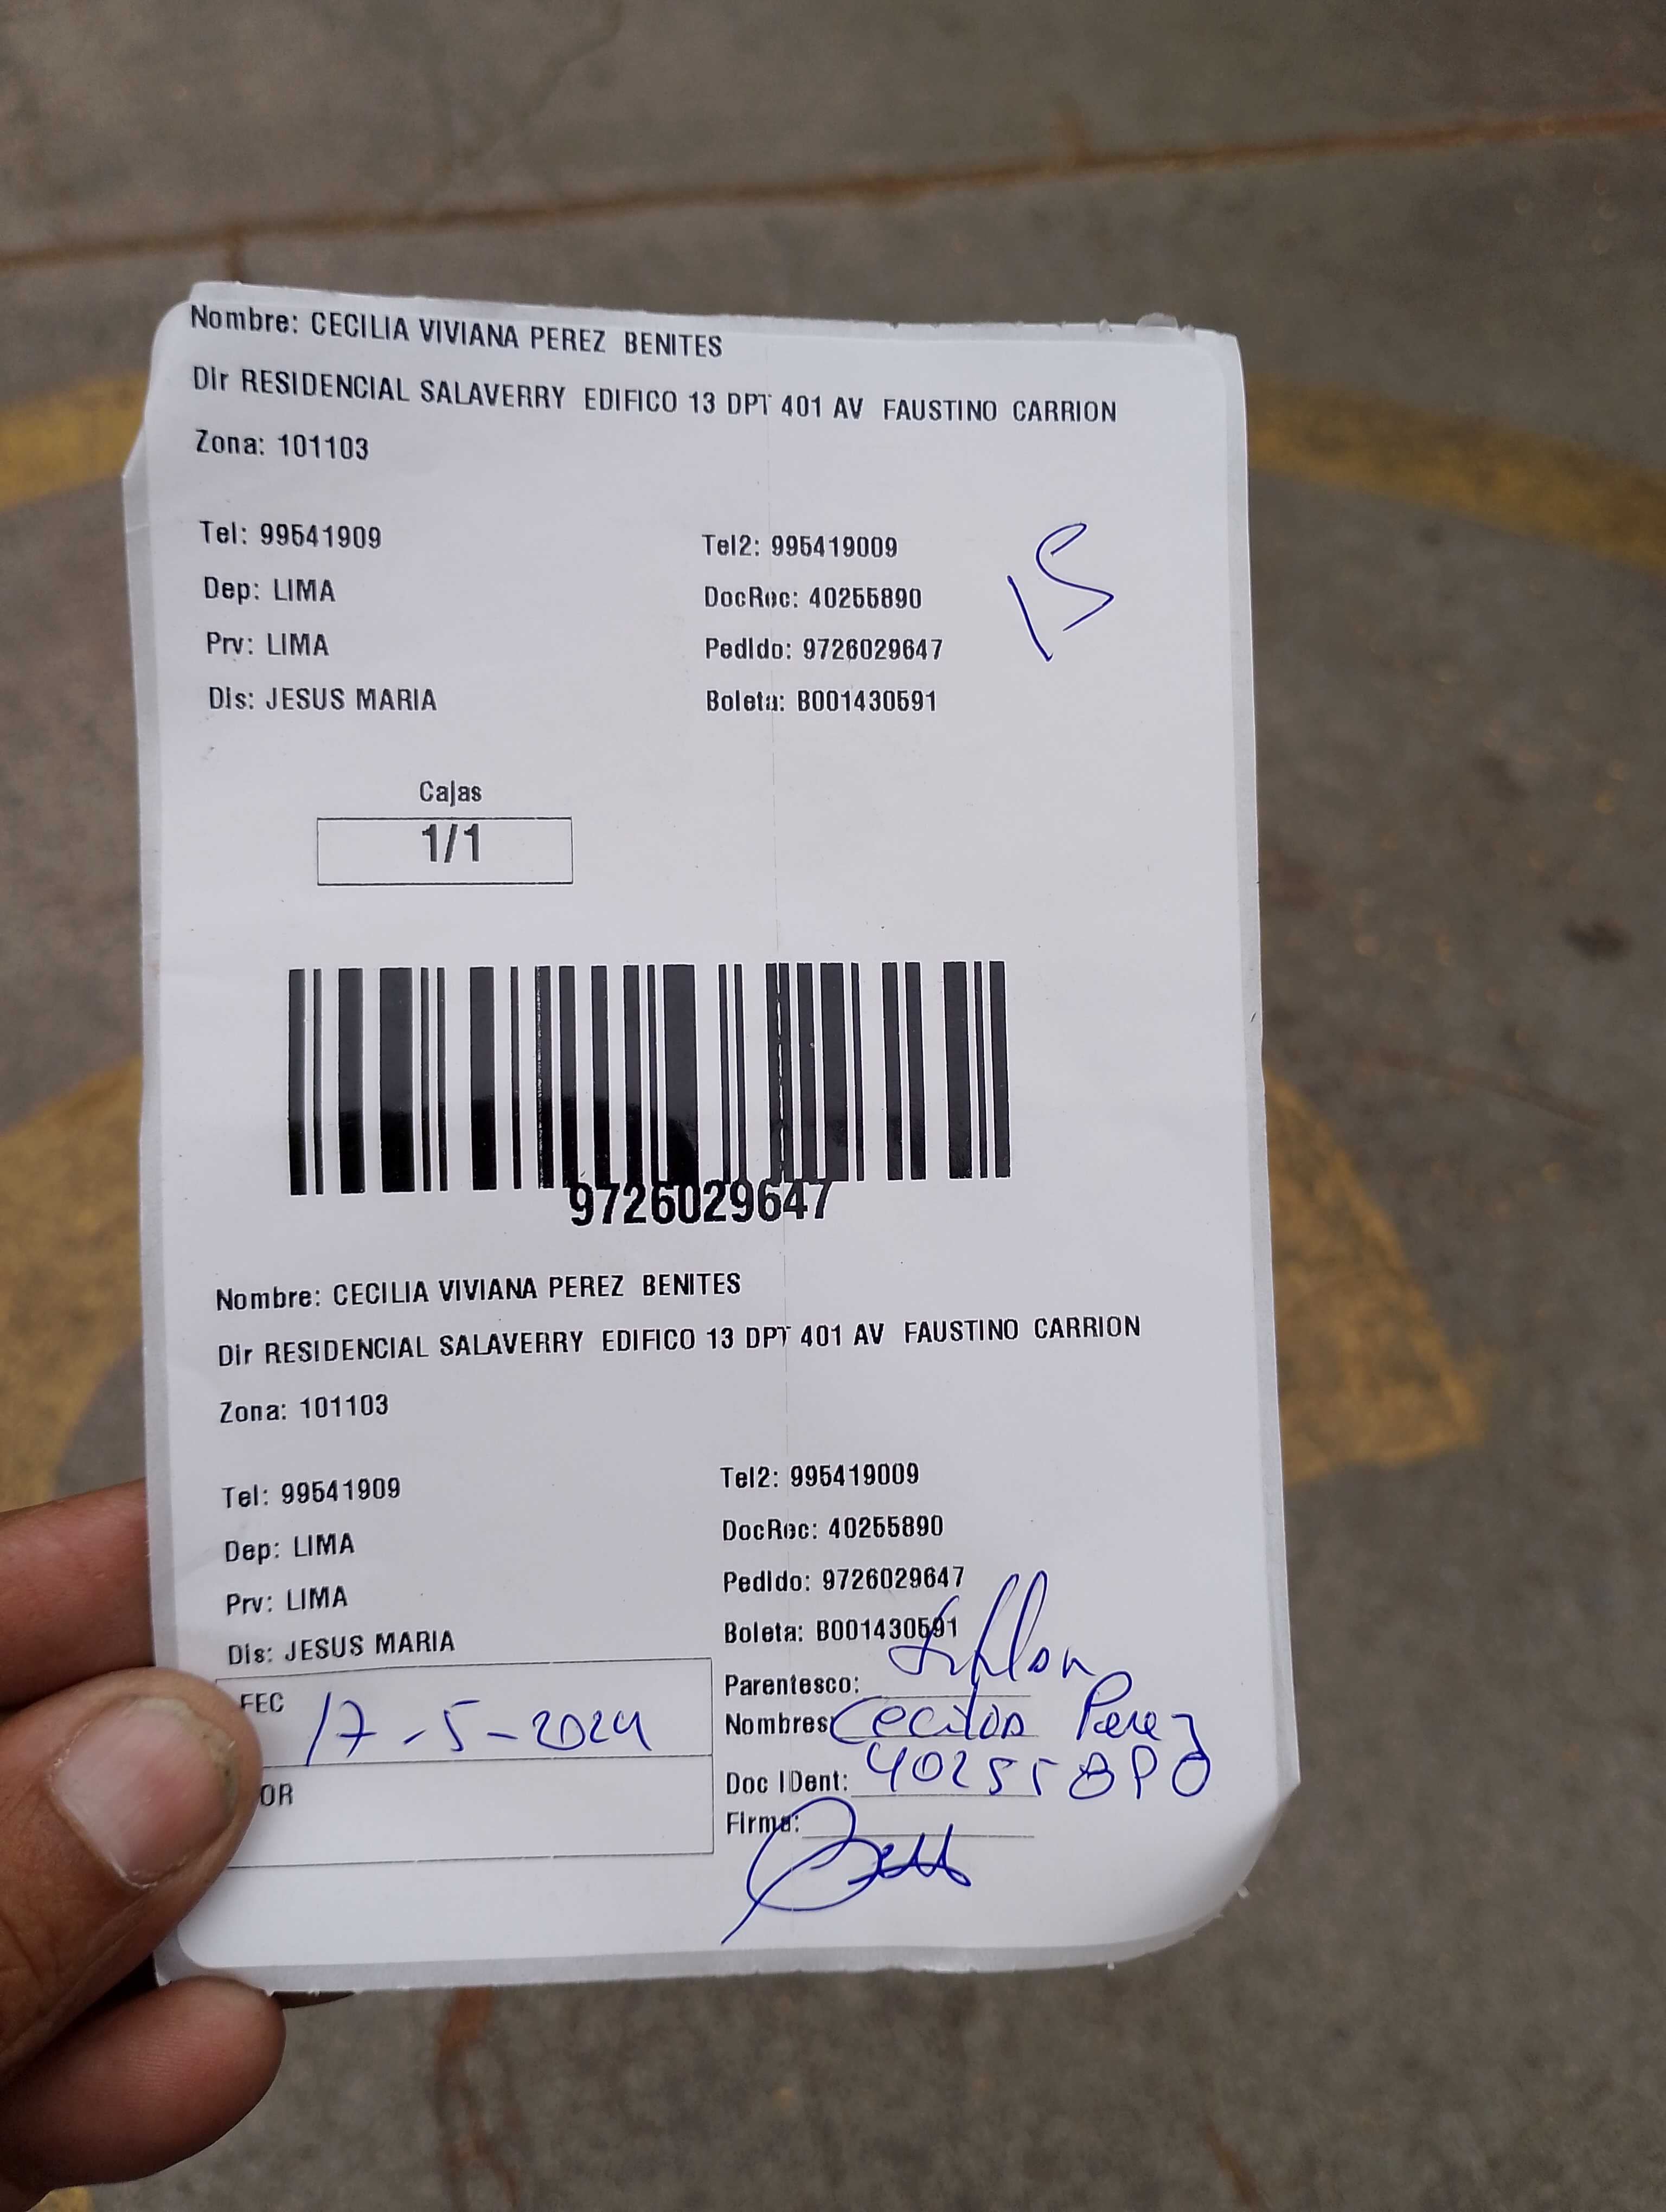 Nombre: CECILIA VIVIANA PEREZ BENITES
Dir RESIDENCIAL SALAVERRY EDIFICO 13 DPT 401 AV FAUSTINO CARRION
Zona: 101103
Tel: 99541909 Tel2: 995419009
Dep: LIMA DocRec: 40255890
Prv: LIMA Pedido: 9726029647
Dis: JESUS MARIA Boleta: B001430591
15
Cajas
1/1
9726029647
Nombre: CECILIA VIVIANA PEREZ BENITES
Dir RESIDENCIAL SALAVERRY EDIFICO 13 DPT 401 AV FAUSTINO CARRION
Zona: 101103
Tel: 99541909 Tel2: 995419009
Dep: LIMA DocRec: 40255890
Prv: LIMA Pedido: 9726029647
Dis: JESUS MARIA Boleta: B001430591
FEC 17-5-2024
OR
Parentesco:
Nombres: Cecilia Perez
Doc IDent: 40255890
Firma: